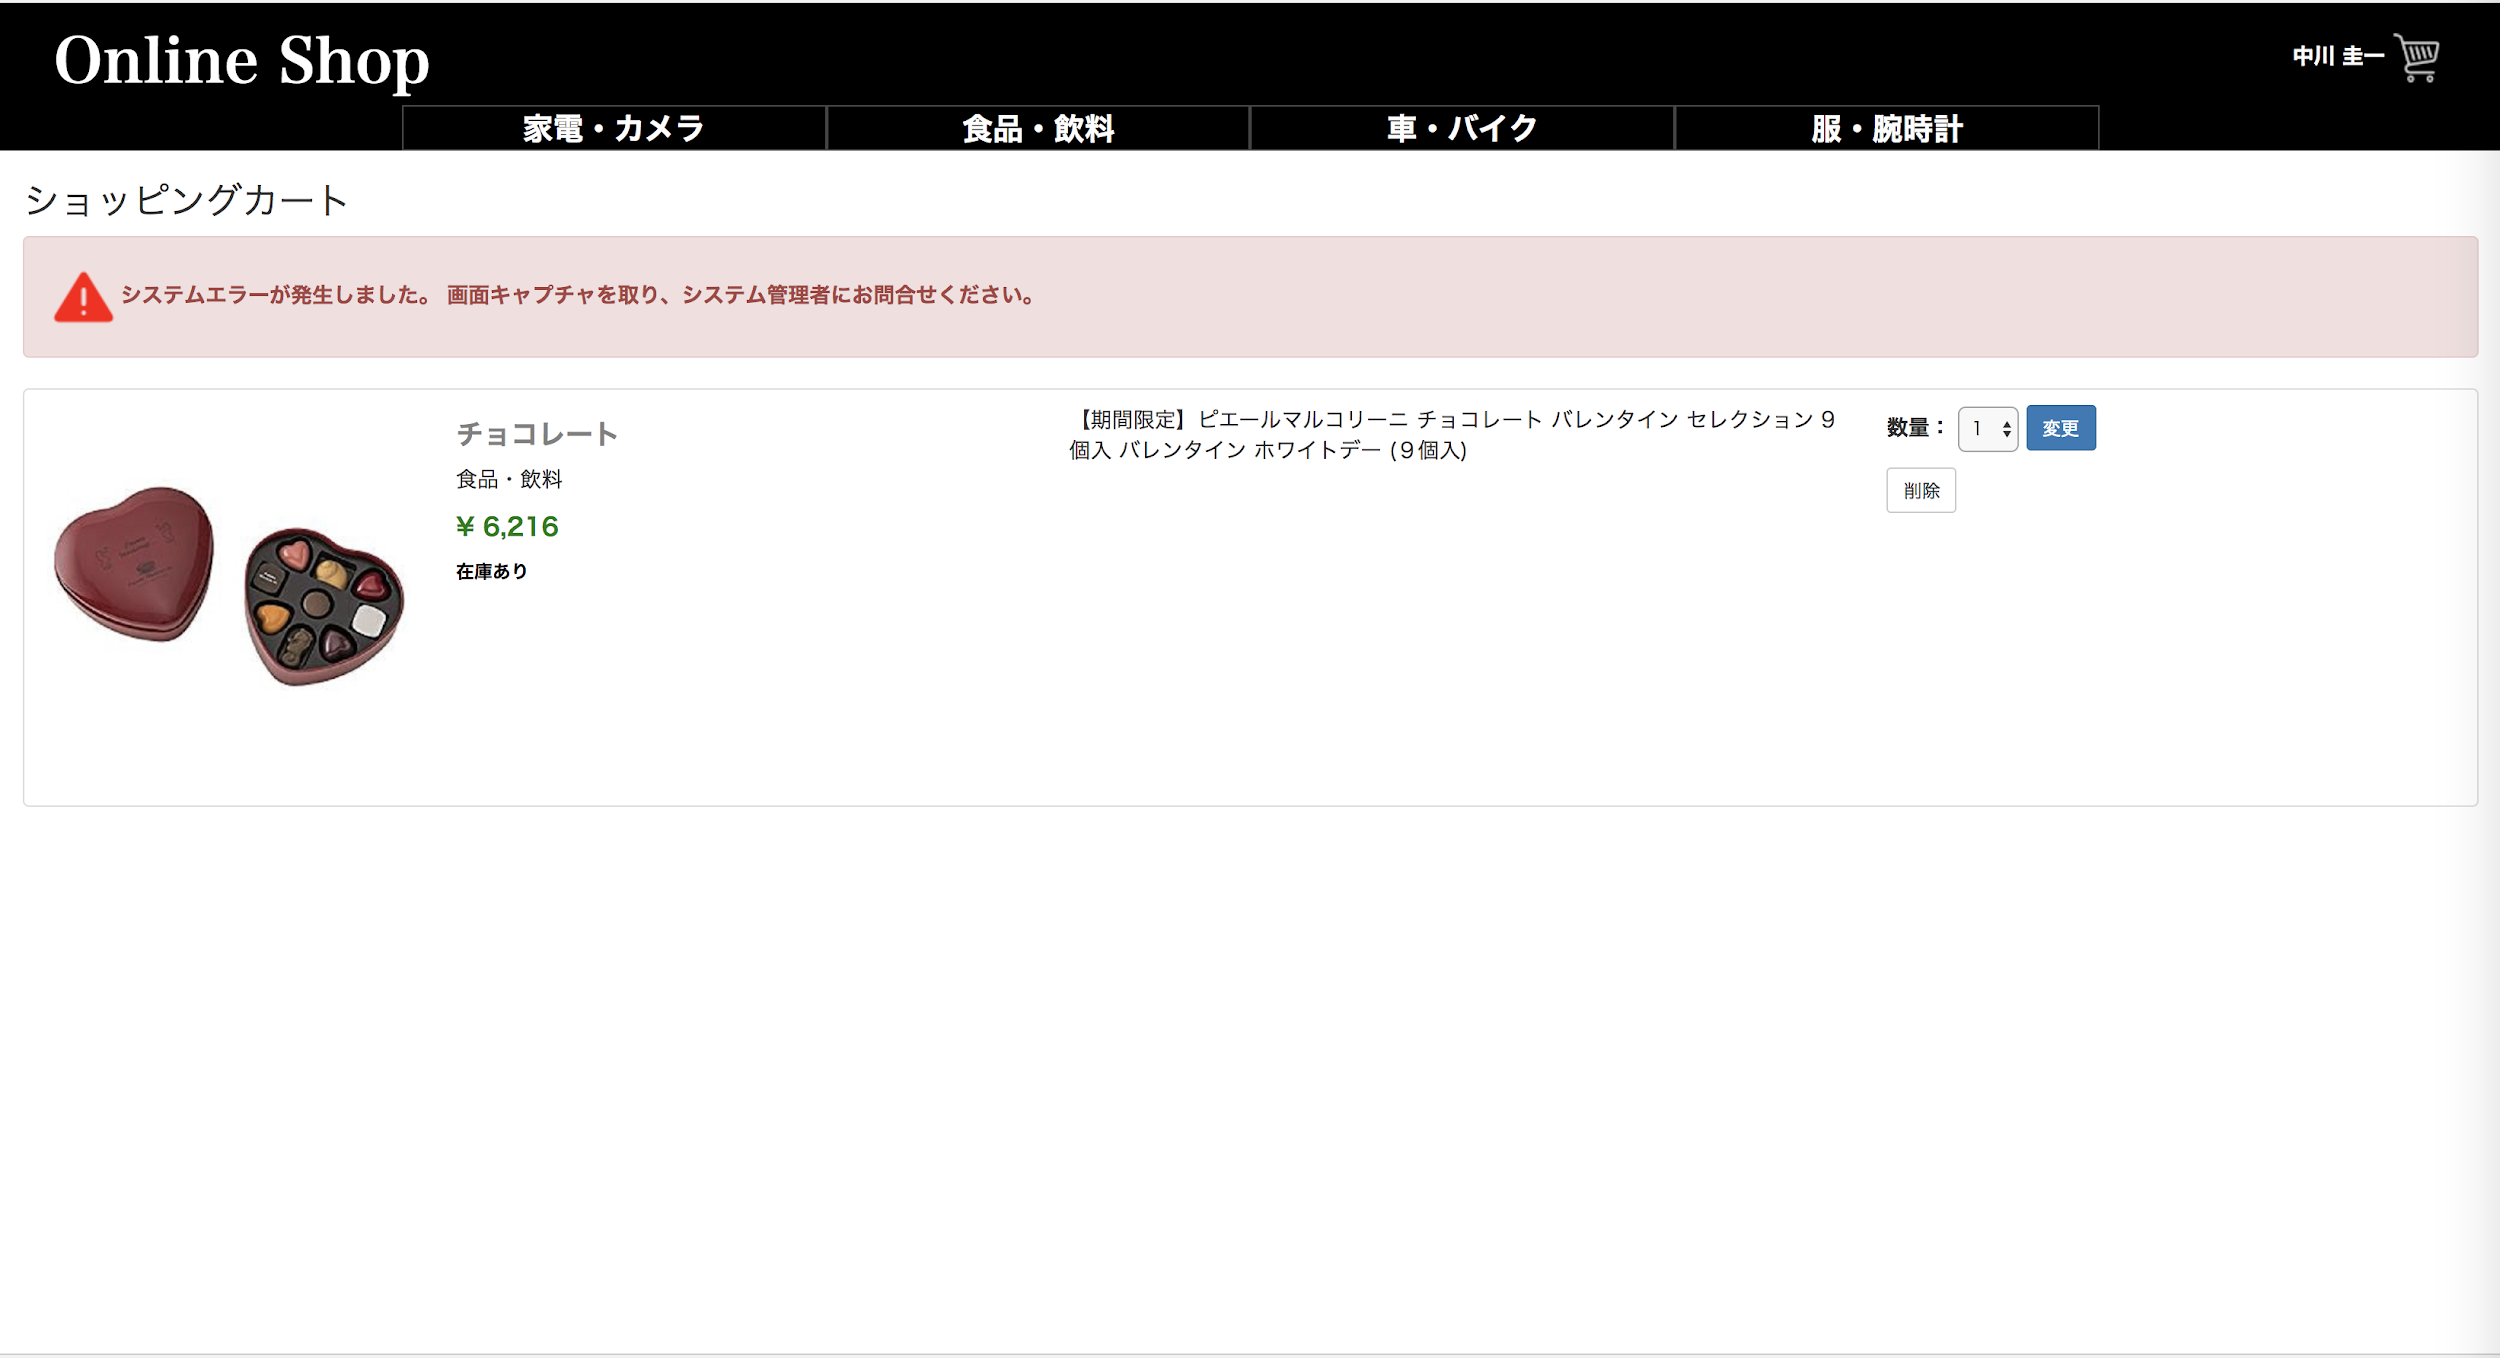 Online Shop
中川 圭一
家電・カメラ
食品・飲料
車・バイク
服・腕時計
ショッピングカート
システムエラーが発生しました。 画面キャプチャを取り、システム管理者にお問合せください。
チョコレート
食品・飲料
¥ 6,216
在庫あり
【期間限定】ピエールマルコリーニ チョコレート バレンタイン セレクション 9
個入 バレンタイン ホワイトデー (９個入)
数量：
1
変更
削除